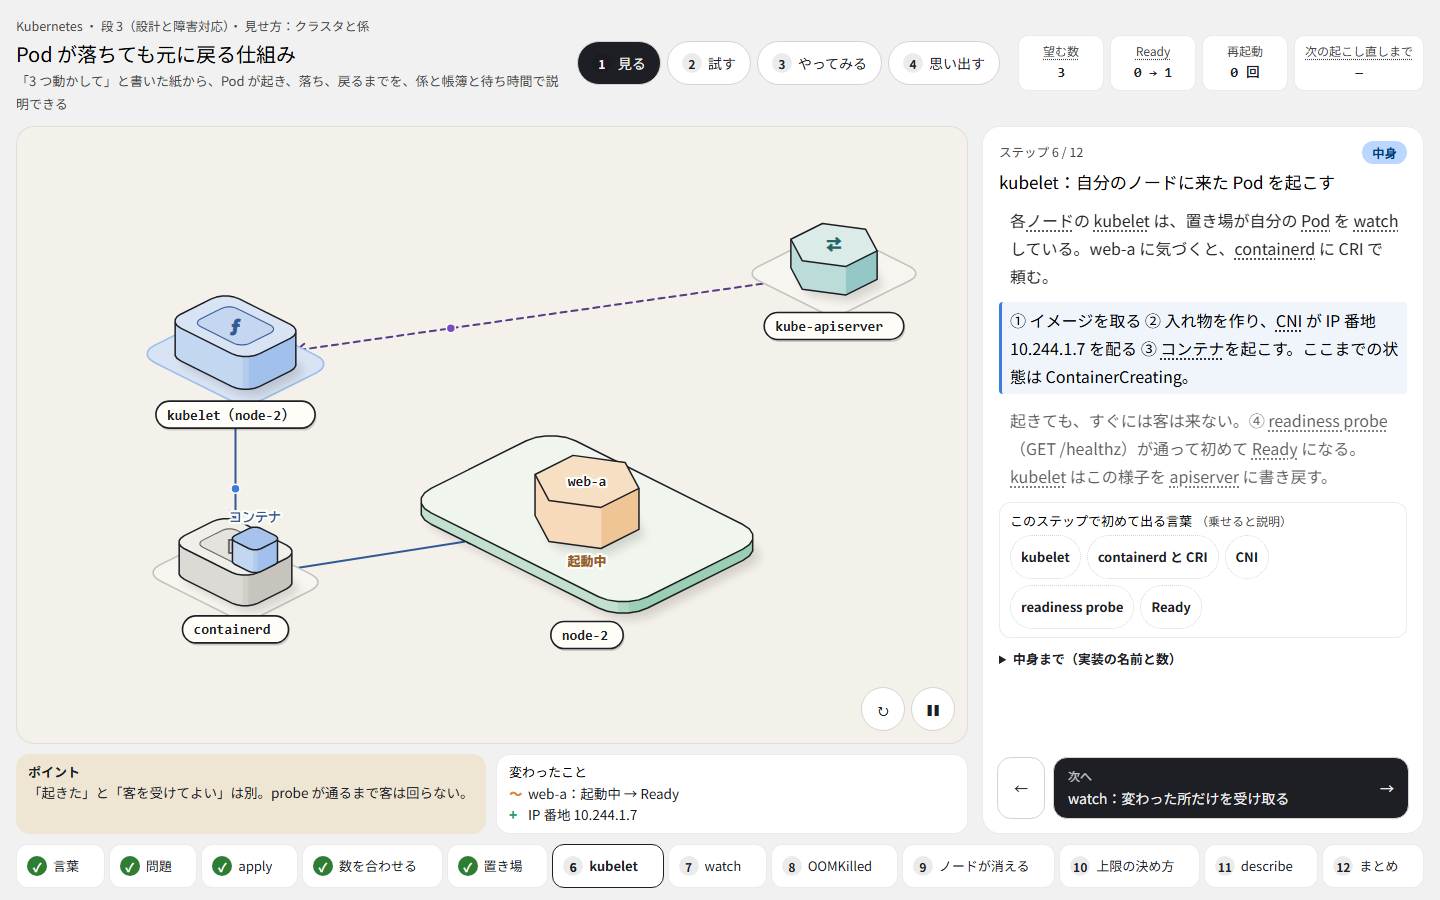 Kubernetes ・ 段 3（設計と障害対応）・ 見せ方：クラスタと係
Pod が落ちても元に戻る仕組み
「3 つ動かして」と書いた紙から、Pod が起き、落ち、戻るまでを、係と帳簿と待ち時間で説
明できる
1 見る
2 試す
3 やってみる
4 思い出す
望む数
3
Ready
0 → 1
再起動
0 回
次の起こし直しまで
–
kube-apiserver
kubelet（node-2）
コンテナ
containerd
web-a
起動中
node-2
↻
ステップ 6 / 12
中身
kubelet：自分のノードに来た Pod を起こす
各ノードの kubelet は、置き場が自分の Pod を watch
している。web-a に気づくと、containerd に CRI で
頼む。
① イメージを取る ② 入れ物を作り、CNI が IP 番地
10.244.1.7 を配る ③ コンテナを起こす。ここまでの状
態は ContainerCreating。
起きても、すぐには客は来ない。④ readiness probe
（GET /healthz）が通って初めて Ready になる。
kubelet はこの様子を apiserver に書き戻す。
このステップで初めて出る言葉 （乗せると説明）
kubelet
containerd と CRI
CNI
readiness probe
Ready
▶ 中身まで（実装の名前と数）
←
次へ
watch：変わった所だけを受け取る →
ポイント
「起きた」と「客を受けてよい」は別。probe が通るまで客は回らない。
変わったこと
〜 web-a：起動中 → Ready
+ IP 番地 10.244.1.7
✓ 言葉
✓ 問題
✓ apply
✓ 数を合わせる
✓ 置き場
6 kubelet
7 watch
8 OOMKilled
9 ノードが消える
10 上限の決め方
11 describe
12 まとめ